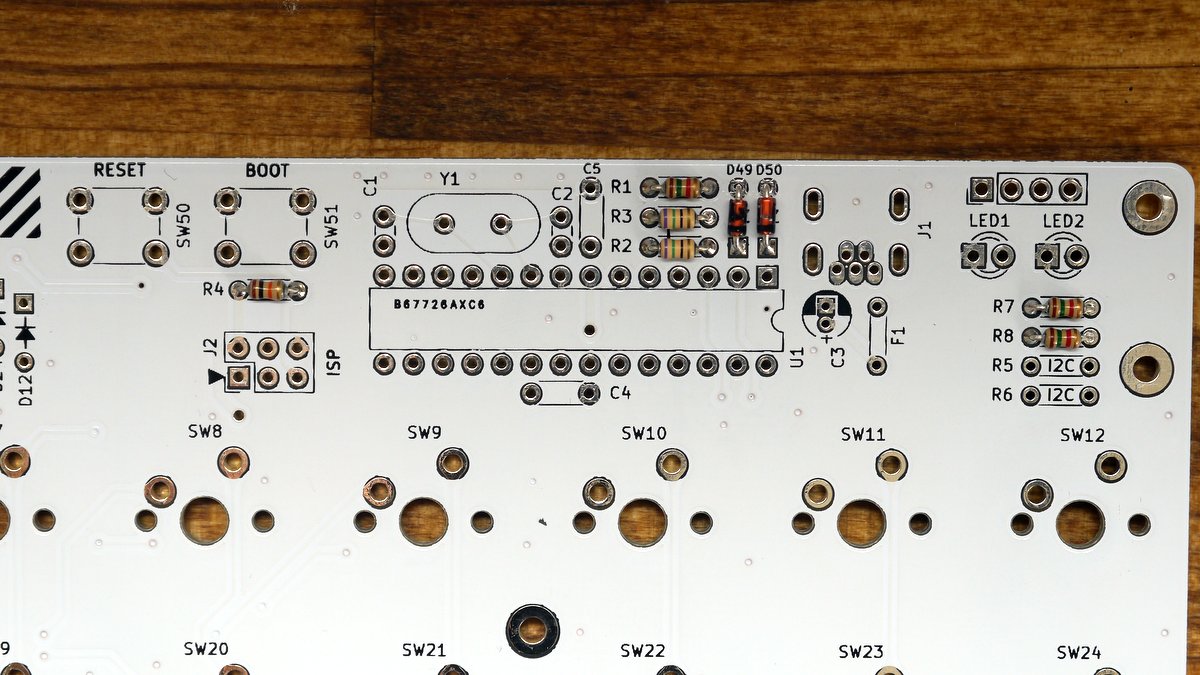 RESET
BOOT
SW50
SW51
C1
Y1
C2
C5
R1
R3
R2
D49
D50
J1
LED1
LED2
R4
B67726AXC6
U1
C3
+
F1
R7
R8
R5
I2C
R6
I2C
J2
ISP
D12
C4
SW8
SW9
SW10
SW11
SW12
SW20
SW21
SW22
SW23
SW24